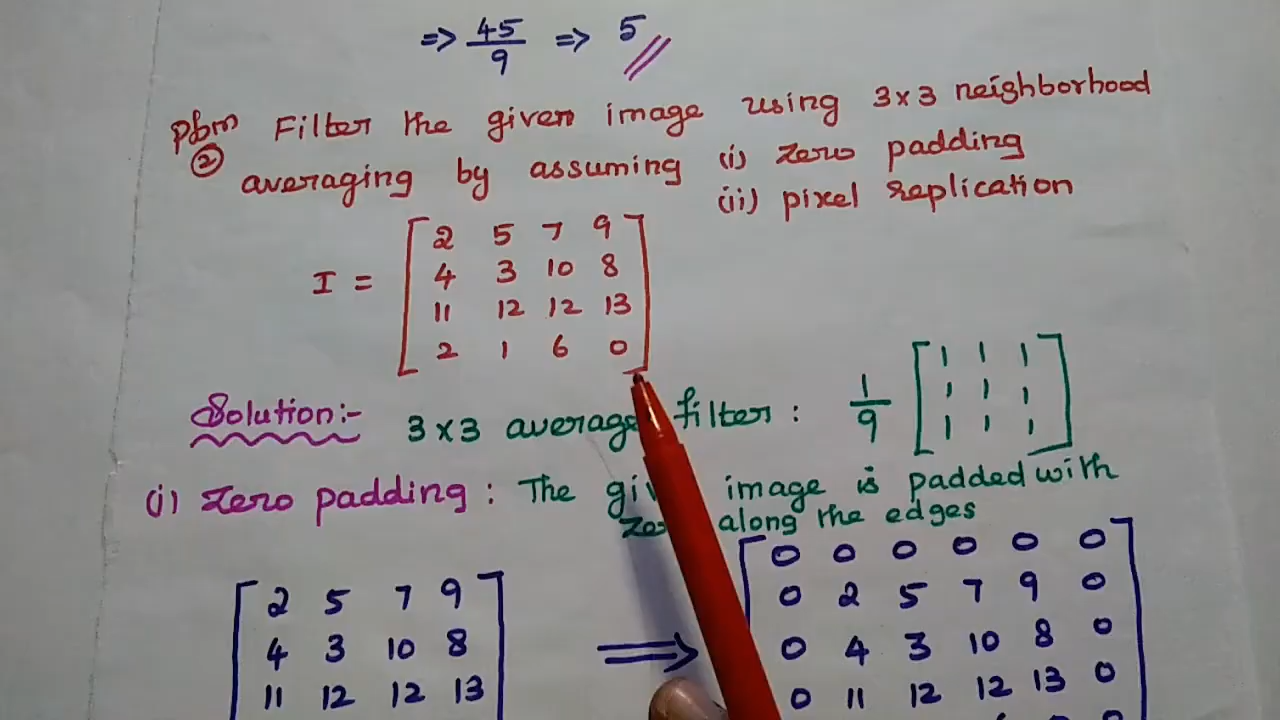 ⇒ 45/9 ⇒ 5
Pbm ② Filter the given image using 3×3 neighborhood
averaging by assuming (i) zero padding
(ii) pixel replication
I = [ 2 5 7 9
4 3 10 8
11 12 12 13
2 1 6 0 ]
Solution:-
3×3 average filter : 1/9 [ 1 1 1
1 1 1
1 1 1 ]
(i) Zero padding : The image is padded with
along the edges
[ 2 5 7 9
4 3 10 8
11 12 12 13
⇒
[ 0 0 0 0 0 0 ]
0 2 5 7 9 0
0 4 3 10 8 0
0 11 12 12 13 0